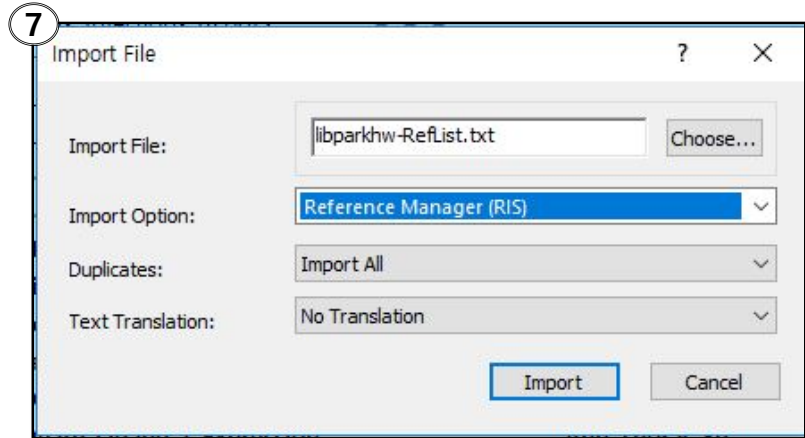 7
Import File ?
Import File: libparkhw-RefList.txt Choose...
Import Option: Reference Manager (RIS)
Duplicates: Import All
Text Translation: No Translation
Import Cancel